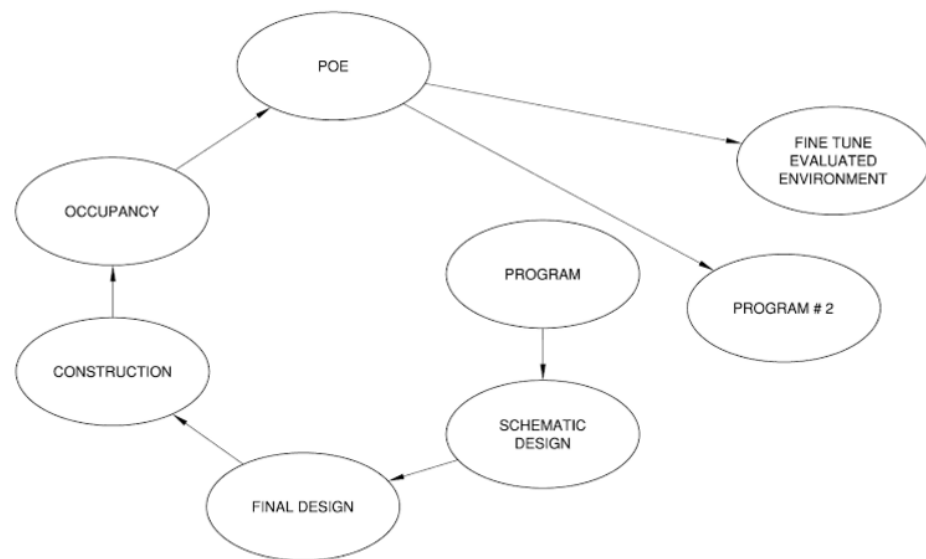 POE
FINE TUNE
EVALUATED
ENVIRONMENT
OCCUPANCY
PROGRAM
PROGRAM # 2
CONSTRUCTION
SCHEMATIC
DESIGN
FINAL DESIGN